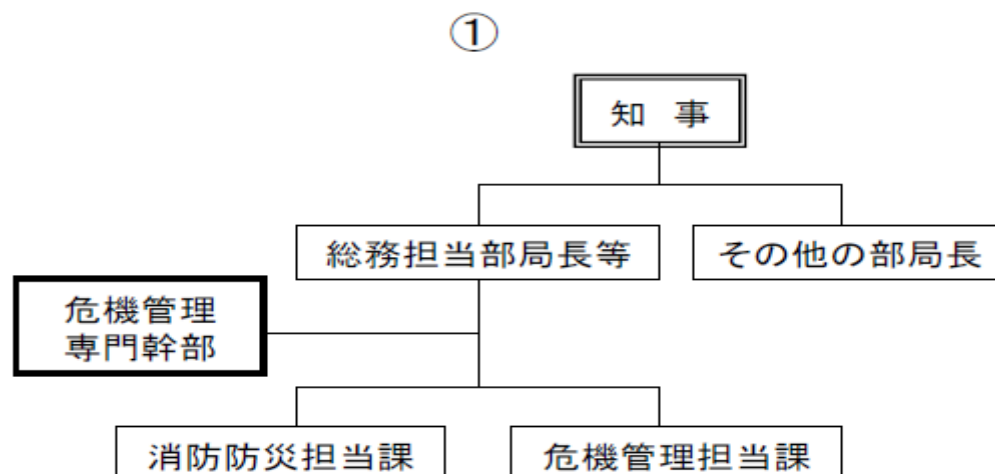 ①
知 事
総務担当部局長等
その他の部局長
危機管理
専門幹部
消防防災担当課
危機管理担当課